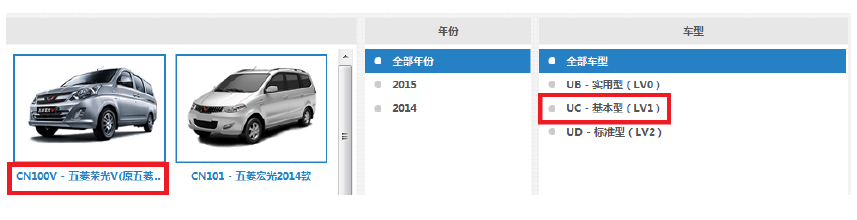 年份
车型
全部年份
2015
2014
全部车型
UB - 实用型（LV0）
UC - 基本型（LV1）
UD - 标准型（LV2）
CN100V - 五菱荣光V(原五菱..
CN101 - 五菱宏光2014款